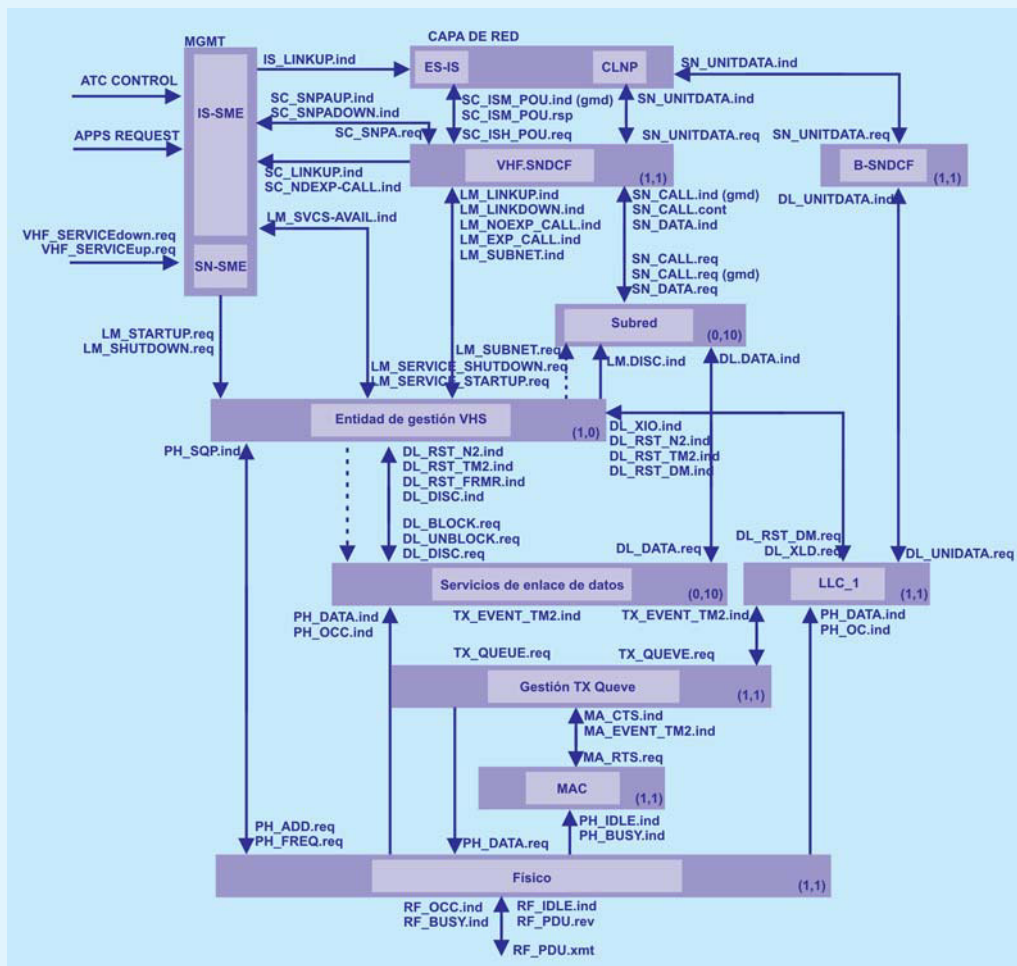 MGMT
CAPA DE RED
IS_LINKUP.ind
ES-IS
CLNP
SN_UNITDATA.ind
ATC CONTROL
IS-SME
SC_SNPAUP.ind
SC_SNPADOWN.ind
SC_SNPA.req
SC_ISM_POU.ind (gmd)
SC_ISM_POU.rsp
SC_ISH_POU.req
SN_UNITDATA.ind
SN_UNITDATA.req
SN_UNITDATA.req
APPS REQUEST
VHF.SNDCF
(1,1)
B-SNDCF
(1,1)
SC_LINKUP.ind
SC_NDEXP-CALL.ind
LM_SVCS-AVAIL.ind
LM_LINKUP.ind
LM_LINKDOWN.ind
LM_NOEXP_CALL.ind
LM_EXP_CALL.ind
LM_SUBNET.ind
SN_CALL.ind (gmd)
SN_CALL.cont
SN_DATA.ind
DL_UNITDATA.ind
VHF_SERVICEdown.req
VHF_SERVICEup.req
SN-SME
SN_CALL.req
SN_CALL.req (gmd)
SN_DATA.req
Subred
(0,10)
LM_STARTUP.req
LM_SHUTDOWN.req
LM_SUBNET.req
LM_SERVICE_SHUTDOWN.req
LM_SERVICE_STARTUP.req
LM.DISC.ind
DL.DATA.ind
Entidad de gestión VHS
(1,0)
PH_SQP.ind
DL_RST_N2.ind
DL_RST_TM2.ind
DL_RST_FRMR.ind
DL_DISC.ind
DL_XIO.ind
DL_RST_N2.ind
DL_RST_TM2.ind
DL_RST_DM.ind
DL_BLOCK.req
DL_UNBLOCK.req
DL_DISC.req
DL_DATA.req
DL_RST_DM.req
DL_XLD.req
DL_UNIDATA.req
Servicios de enlace de datos
(0,10)
LLC_1
(1,1)
PH_DATA.ind
PH_OCC.ind
TX_EVENT_TM2.ind
TX_EVENT_TM2.ind
PH_DATA.ind
PH_OC.ind
TX_QUEUE.req
TX_QUEVE.req
Gestión TX Queve
(1,1)
MA_CTS.ind
MA_EVENT_TM2.ind
MA_RTS.req
MAC
(1,1)
PH_ADD.req
PH_FREQ.req
PH_DATA.req
PH_IDLE.ind
PH_BUSY.ind
Físico
(1,1)
RF_OCC.ind
RF_BUSY.ind
RF_IDLE.ind
RF_PDU.rev
RF_PDU.xmt